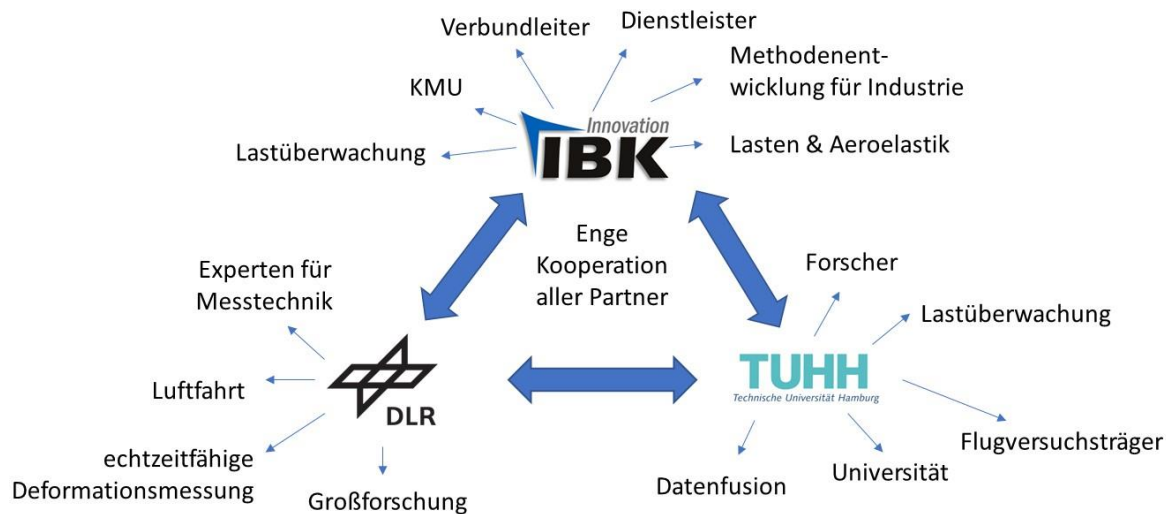 Verbundleiter
Dienstleister
KMU
Methodenent-
wicklung für Industrie
Innovation
IBK
Lastüberwachung
Lasten & Aeroelastik
Enge
Kooperation
aller Partner
Experten für
Messtechnik
Luftfahrt
DLR
echtzeitfähige
Deformationsmessung
Großforschung
Forscher
Lastüberwachung
TUHH
Technische Universität Hamburg
Flugversuchsträger
Universität
Datenfusion